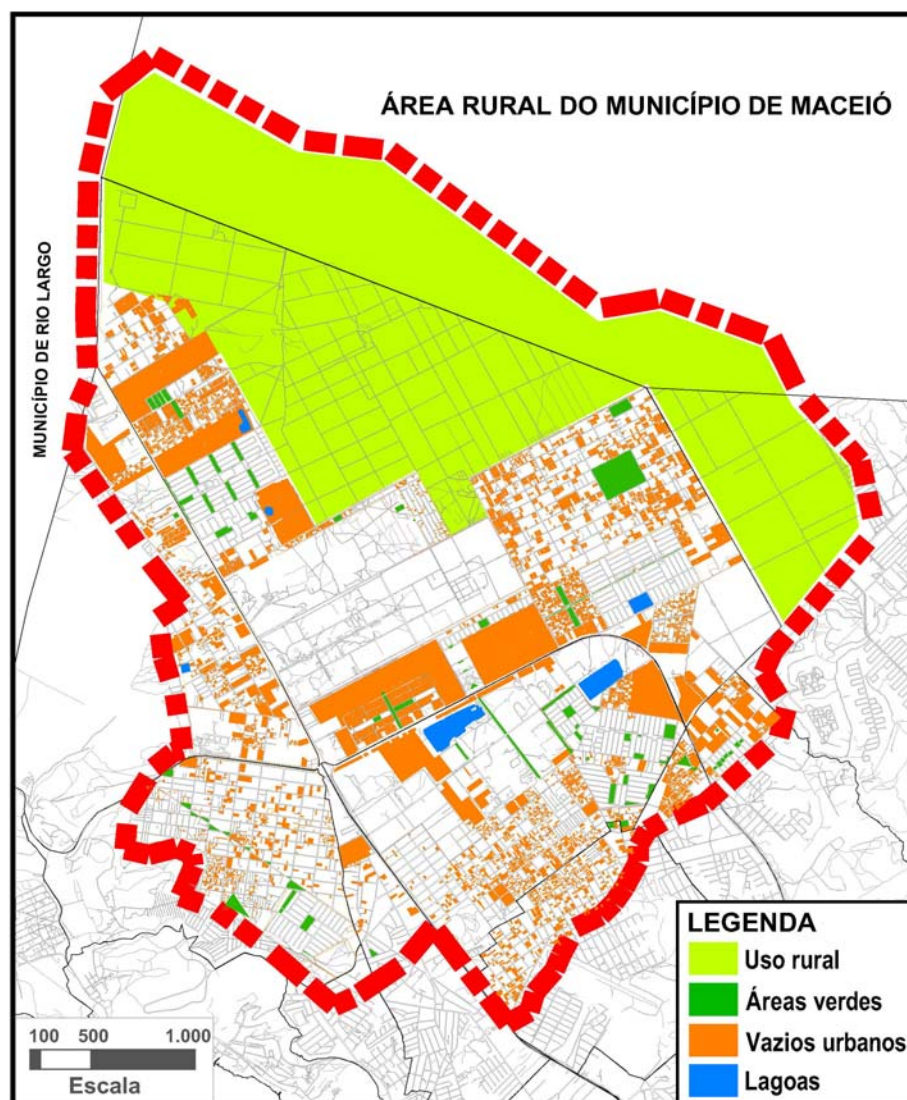 ÁREA RURAL DO MUNICÍPIO DE MACEIÓ
MUNICÍPIO DE RIO LARGO
LEGENDA
Uso rural
Áreas verdes
Vazios urbanos
Lagoas
100 500 1.000
Escala